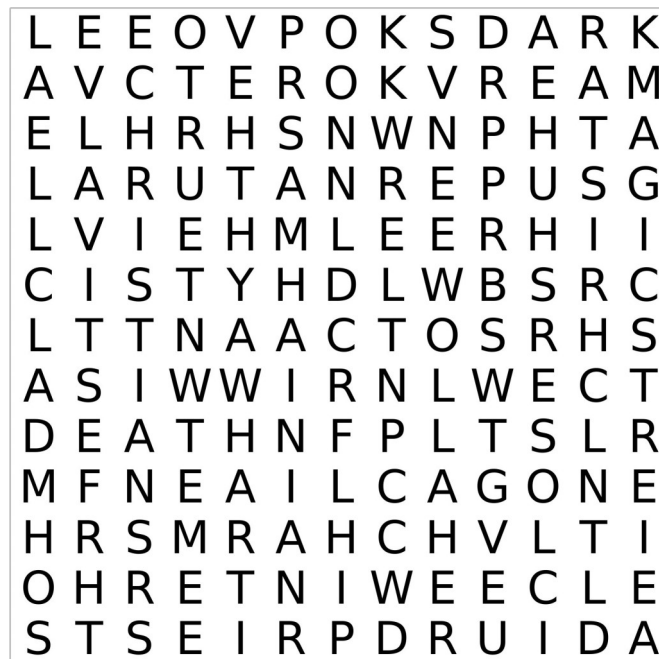 L E E O V P O K S D A R K
A V C T E R O K V R E A M
E L H R H S N W N P H T A
L A R U T A N R E P U S G
L V I E H M L E E R H I I
C I S T Y H D L W B S R C
L T T N A A C T O S R H S
A S I W W I R N L W E C T
D E A T H N F P L T S L R
M F N E A I L C A G O N E
H R S M R A H C H V L T I
O H R E T N I W E E C L E
S T S E I R P D R U I D A